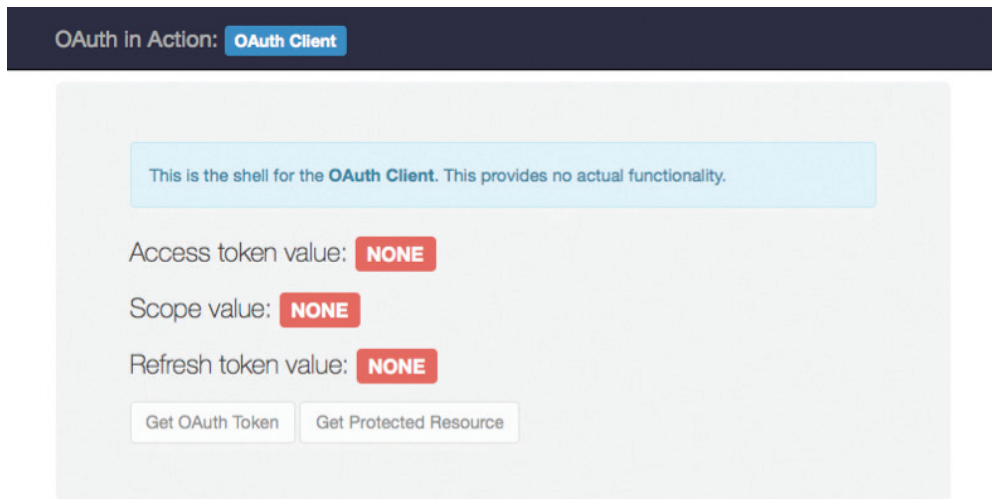 OAuth in Action: OAuth Client
This is the shell for the OAuth Client. This provides no actual functionality.
Access token value: NONE
Scope value: NONE
Refresh token value: NONE
Get OAuth Token Get Protected Resource